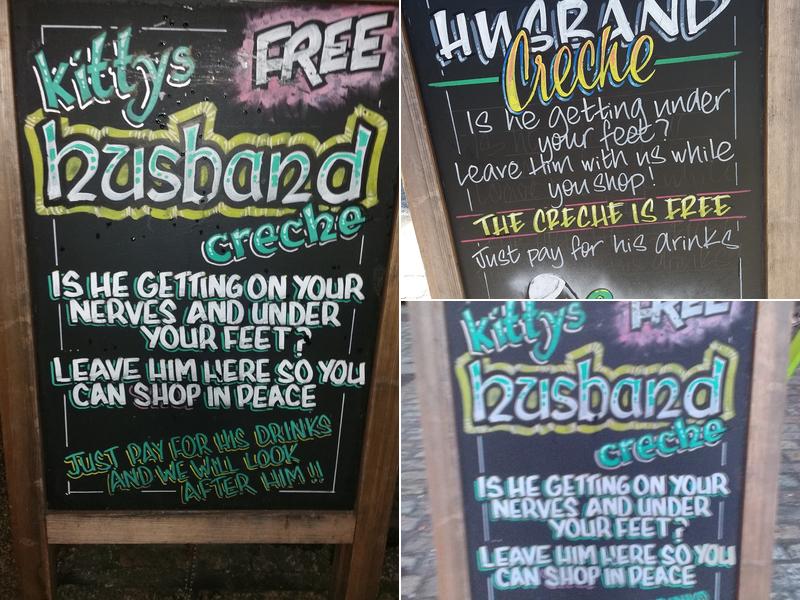 FREE
kittys
husband
creche
IS HE GETTING ON YOUR
NERVES AND UNDER
YOUR FEET?
LEAVE HIM HERE SO YOU
CAN SHOP IN PEACE
JUST PAY FOR HIS DRINKS
AND WE WILL LOOK
AFTER HIM !!
HUSBAND
Creche
Is he getting under
your feet?
Leave Him with us while
you shop!
THE CRECHE IS FREE
Just pay for his drinks
FREE
kittys
husband
creche
IS HE GETTING ON YOUR
NERVES AND UNDER
YOUR FEET?
LEAVE HIM HERE SO YOU
CAN SHOP IN PEACE